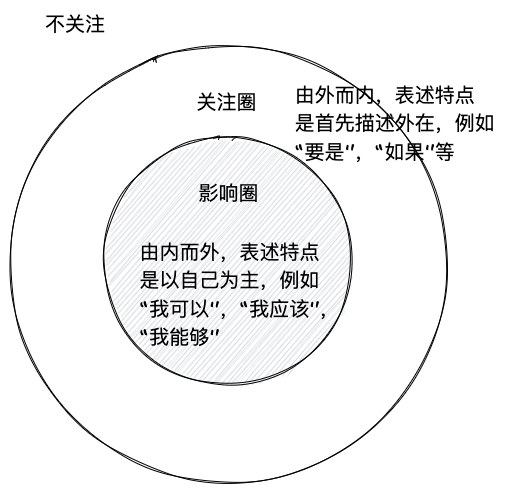 不关注
关注圈
由外而内，表述特点
是首先描述外在，例如
“要是”，“如果”等
影响圈
由内而外，表述特点
是以自己为主，例如
“我可以”，“我应该”，
“我能够”